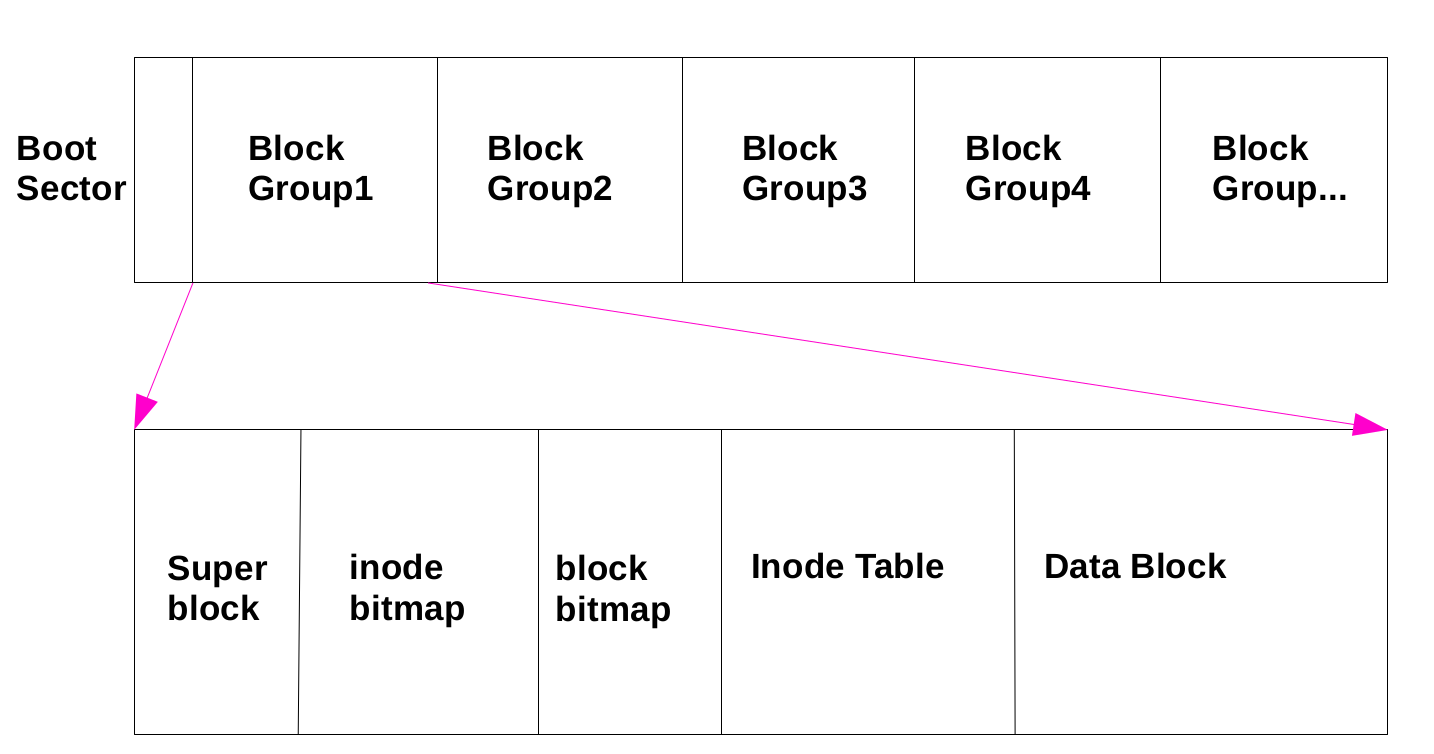 Boot
Sector
Block
Group1
Block
Group2
Block
Group3
Block
Group4
Block
Group...
Super
block
inode
bitmap
block
bitmap
Inode Table
Data Block